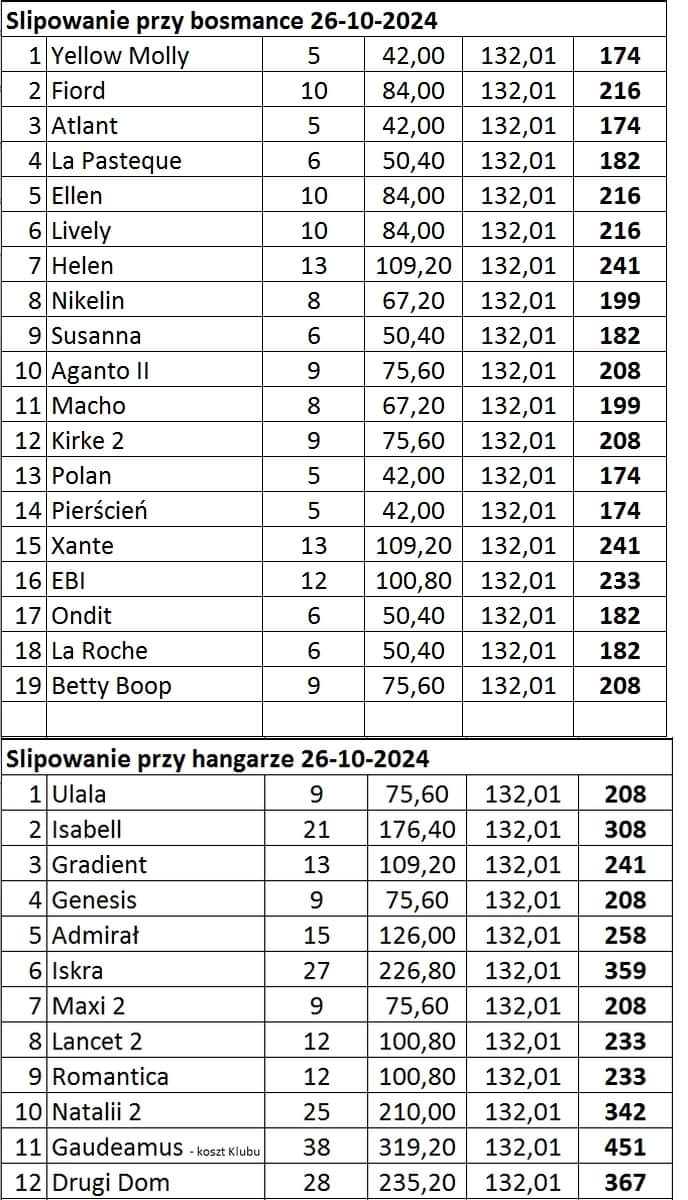 Slipowanie przy bosmance 26-10-2024
1 Yellow Molly 5 42,00 132,01 174
2 Fiord 10 84,00 132,01 216
3 Atlant 5 42,00 132,01 174
4 La Pasteque 6 50,40 132,01 182
5 Ellen 10 84,00 132,01 216
6 Lively 10 84,00 132,01 216
7 Helen 13 109,20 132,01 241
8 Nikelin 8 67,20 132,01 199
9 Susanna 6 50,40 132,01 182
10 Aganto II 9 75,60 132,01 208
11 Macho 8 67,20 132,01 199
12 Kirke 2 9 75,60 132,01 208
13 Polan 5 42,00 132,01 174
14 Pierścień 5 42,00 132,01 174
15 Xante 13 109,20 132,01 241
16 EBI 12 100,80 132,01 233
17 Ondit 6 50,40 132,01 182
18 La Roche 6 50,40 132,01 182
19 Betty Boop 9 75,60 132,01 208
Slipowanie przy hangarze 26-10-2024
1 Ulala 9 75,60 132,01 208
2 Isabell 21 176,40 132,01 308
3 Gradient 13 109,20 132,01 241
4 Genesis 9 75,60 132,01 208
5 Admirał 15 126,00 132,01 258
6 Iskra 27 226,80 132,01 359
7 Maxi 2 9 75,60 132,01 208
8 Lancet 2 12 100,80 132,01 233
9 Romantica 12 100,80 132,01 233
10 Natalii 2 25 210,00 132,01 342
11 Gaudeamus - koszt Klubu 38 319,20 132,01 451
12 Drugi Dom 28 235,20 132,01 367